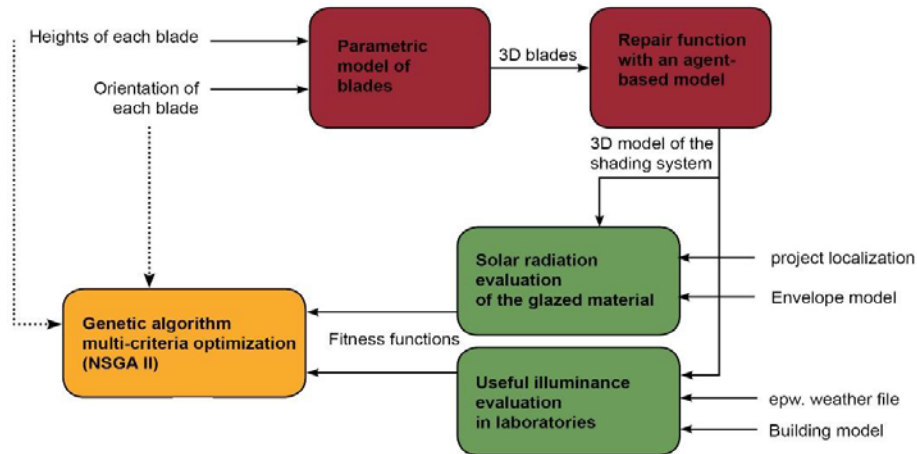 Heights of each blade
Orientation of
each blade
Parametric
model of
blades
3D blades
Repair function
with an agent-
based model
3D model of the
shading system
Solar radiation
evaluation
of the glazed material
project localization
Envelope model
Genetic algorithm
multi-criteria optimization
(NSGA II)
Fitness functions
Useful illuminance
evaluation
in laboratories
epw. weather file
Building model